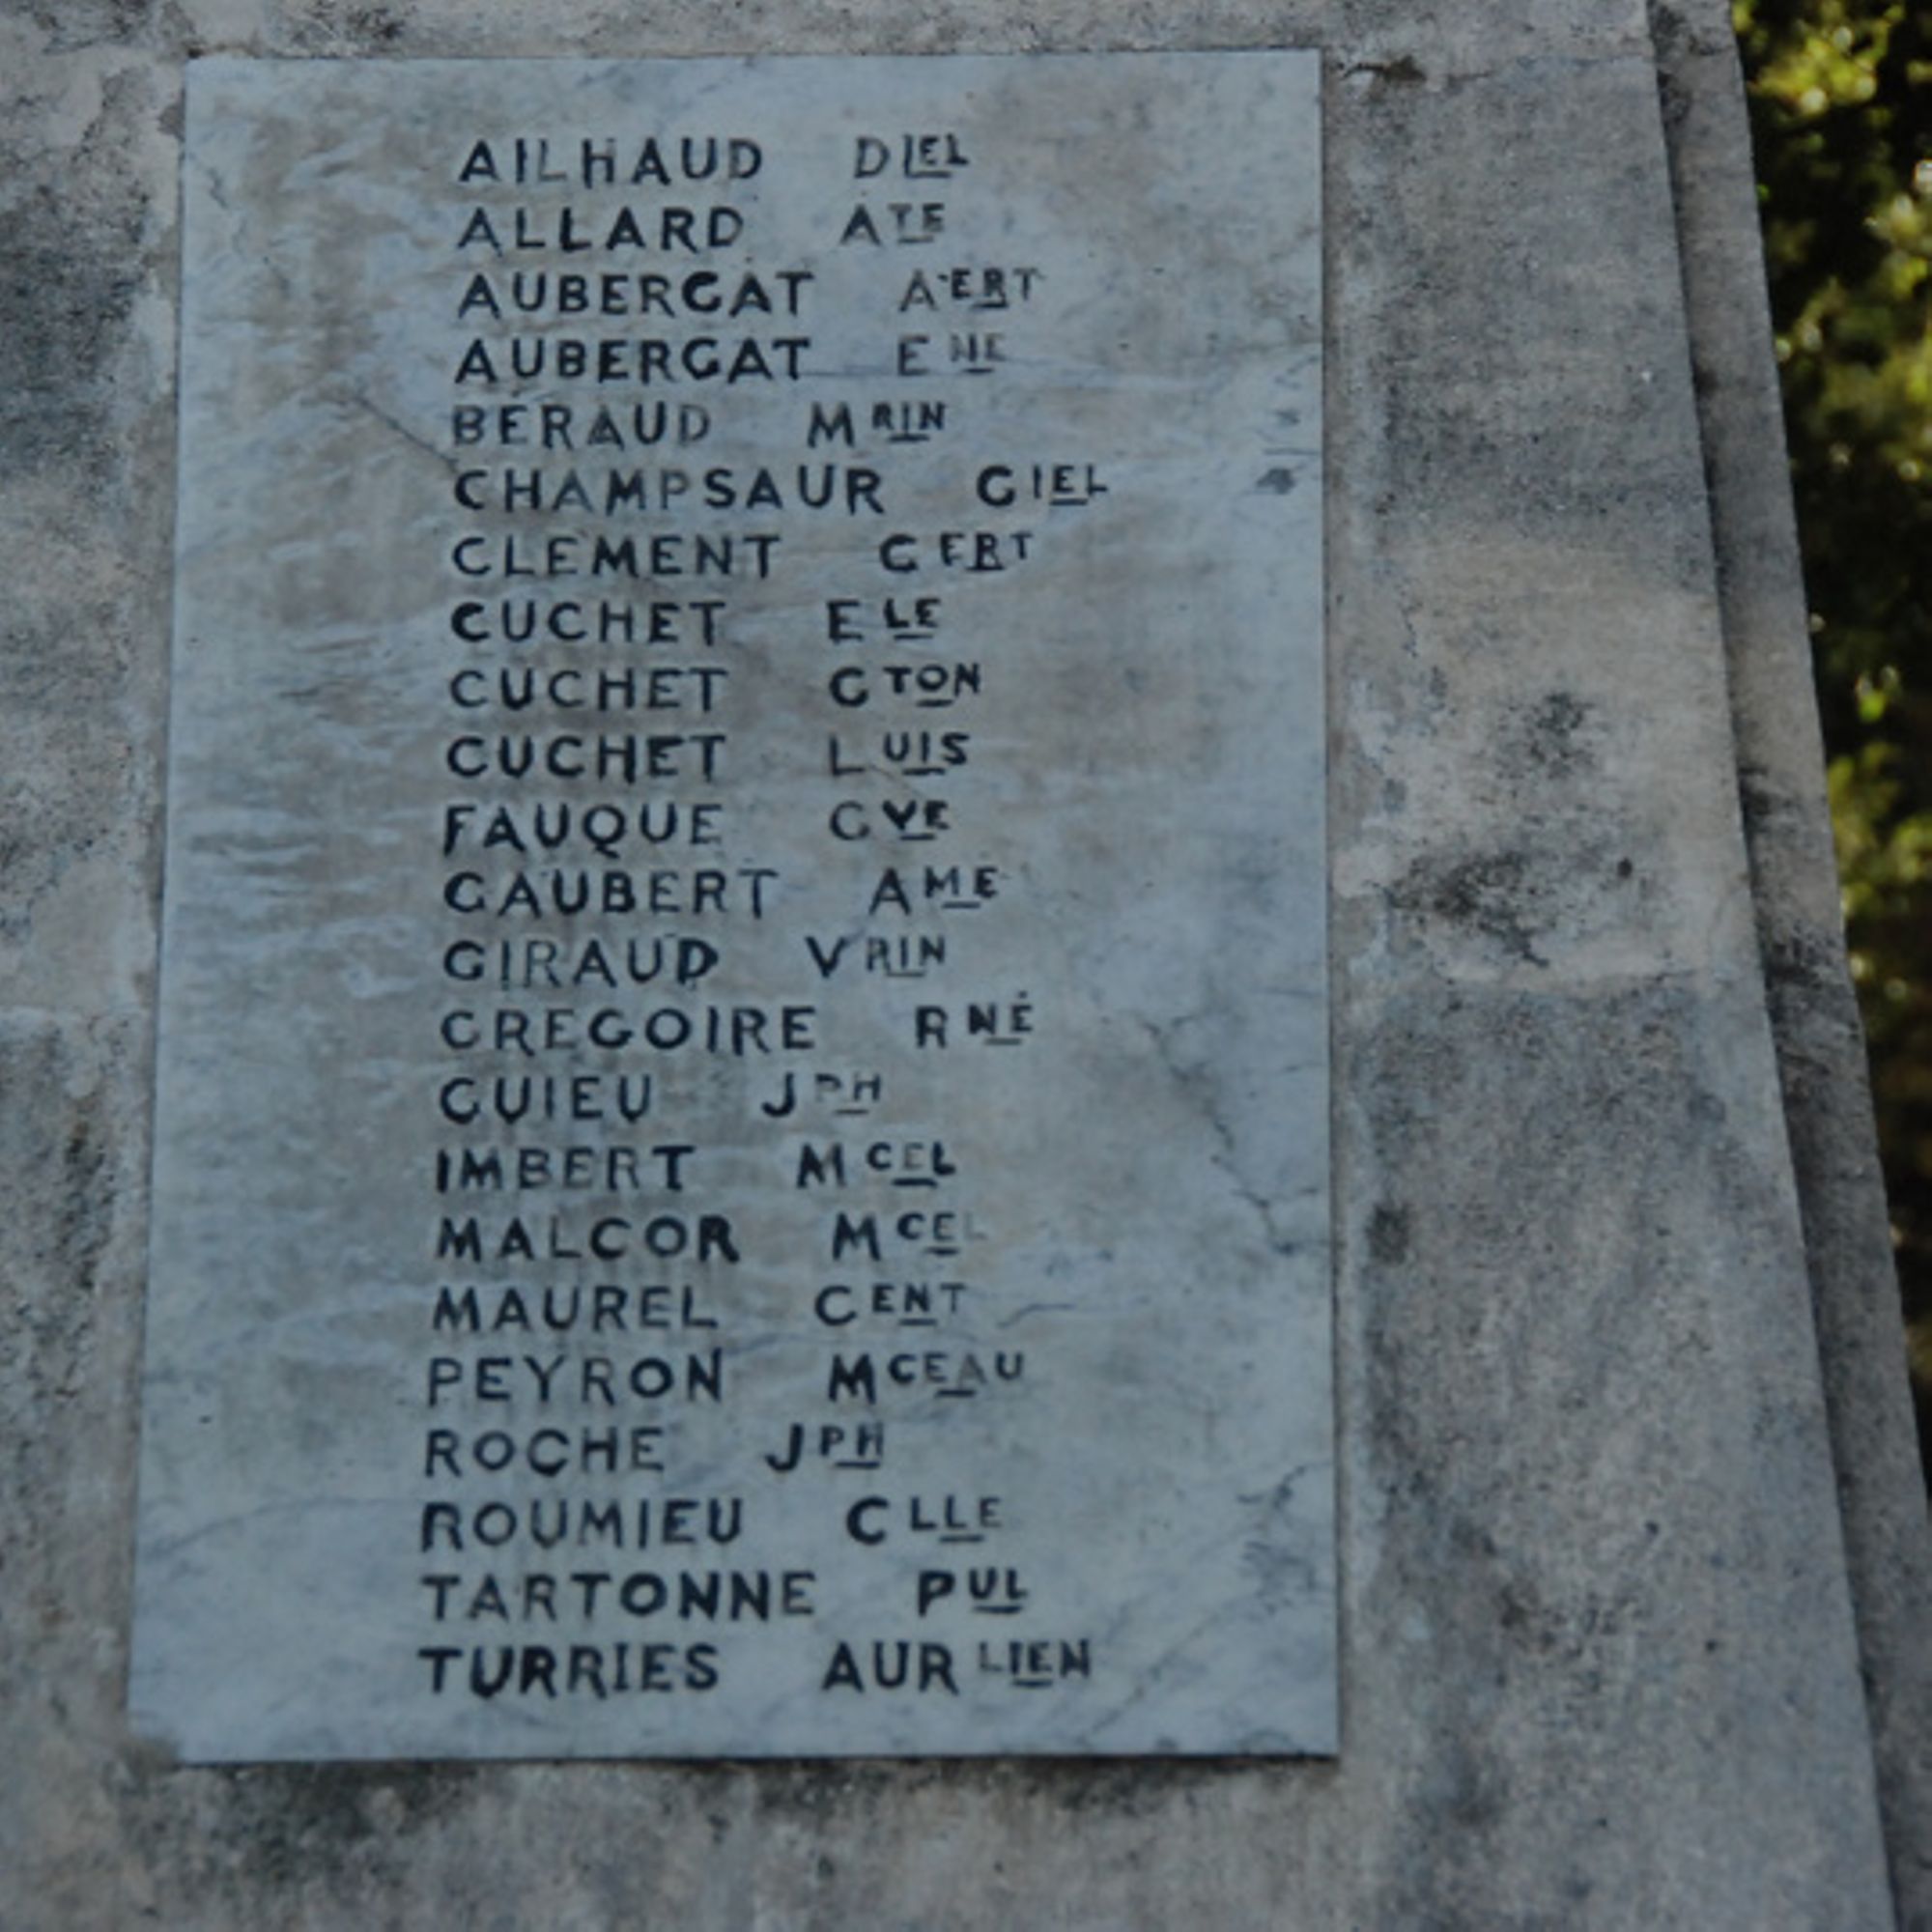 AILHAUD DIEL
ALLARD ATE
AUBERGAT AERT
AUBERGAT ENE
BERAUD MRIN
CHAMPSAUR GIEL
CLEMENT GERT
CUCHET ELE
CUCHET GTON
CUCHET LUIS
FAUQUE GVE
GAUBERT AME
GIRAUD VRIN
GREGOIRE RNÉ
GUIEU JPH
IMBERT MCEL
MALCOR MCEL
MAUREL CENT
PEYRON MCEAU
ROCHE JPH
ROUMIEU CLLE
TARTONNE PUL
TURRIES AURLIEN